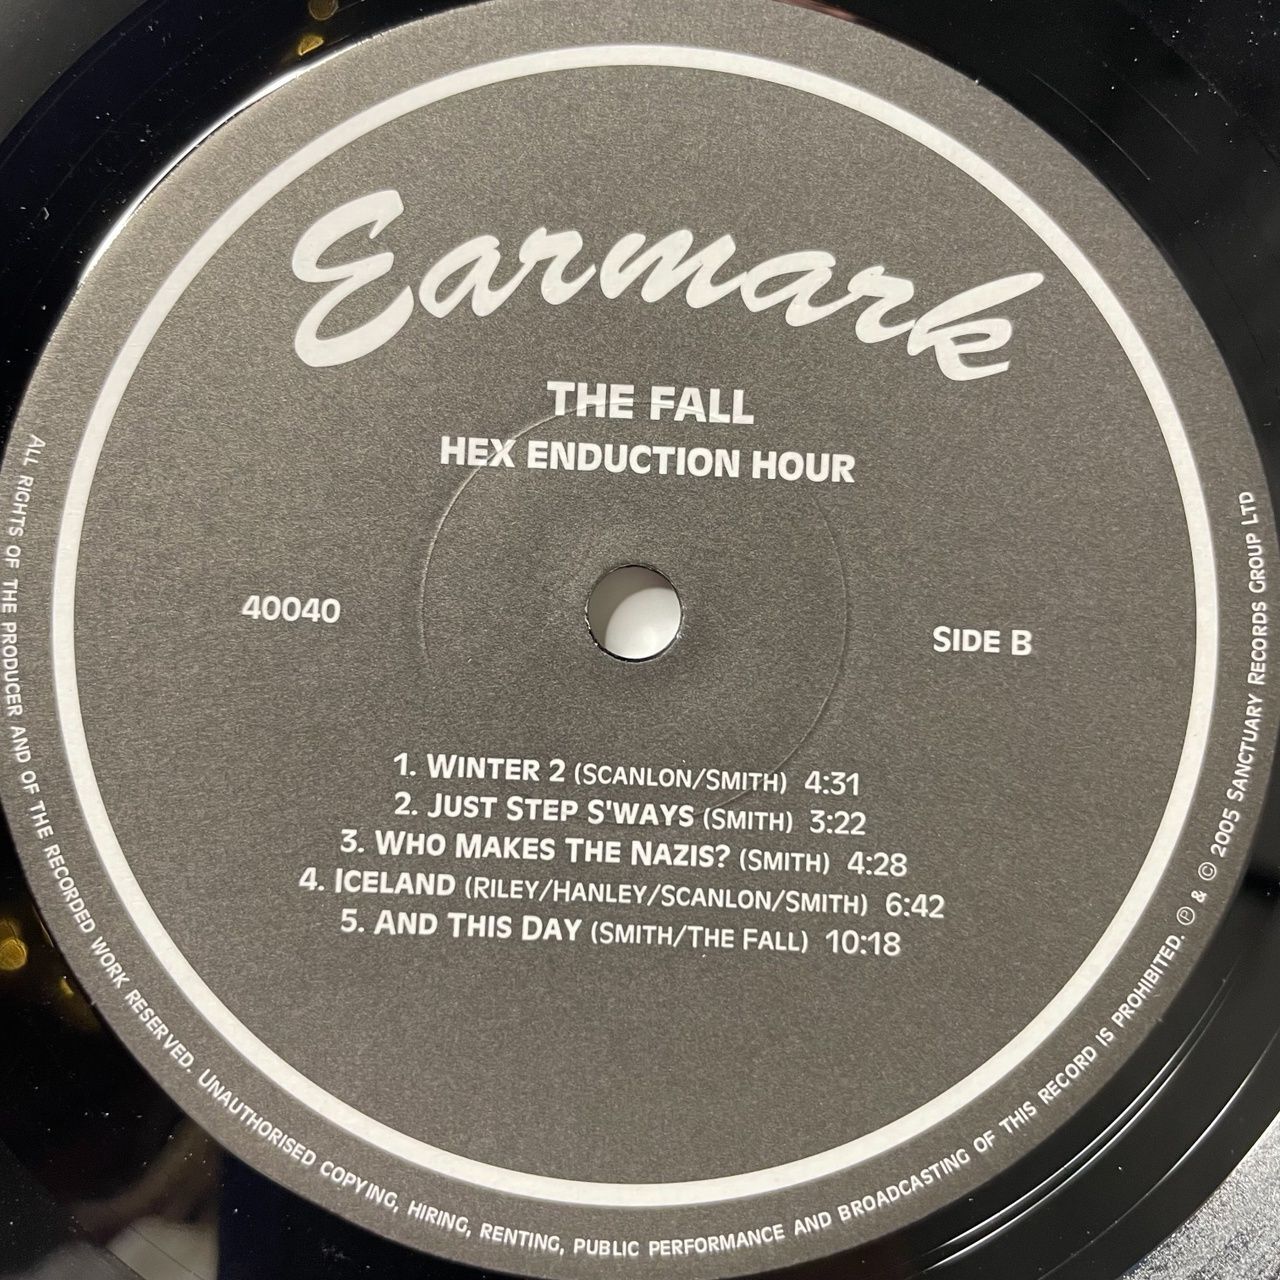 Earmark
THE FALL
HEX ENDUCTION HOUR
40040
SIDE B
1. WINTER 2 (SCANLON/SMITH) 4:31
2. JUST STEP S'WAYS (SMITH) 3:22
3. WHO MAKES THE NAZIS? (SMITH) 4:28
4. ICELAND (RILEY/HANLEY/SCANLON/SMITH) 6:42
5. AND THIS DAY (SMITH/THE FALL) 10:18
ALL RIGHTS OF THE PRODUCER AND OF THE RECORDED WORK RESERVED. UNAUTHORISED COPYING, HIRING, RENTING, PUBLIC PERFORMANCE AND BROADCASTING OF THIS RECORD IS PROHIBITED. ℗ & © 2005 SANCTUARY RECORDS GROUP LTD